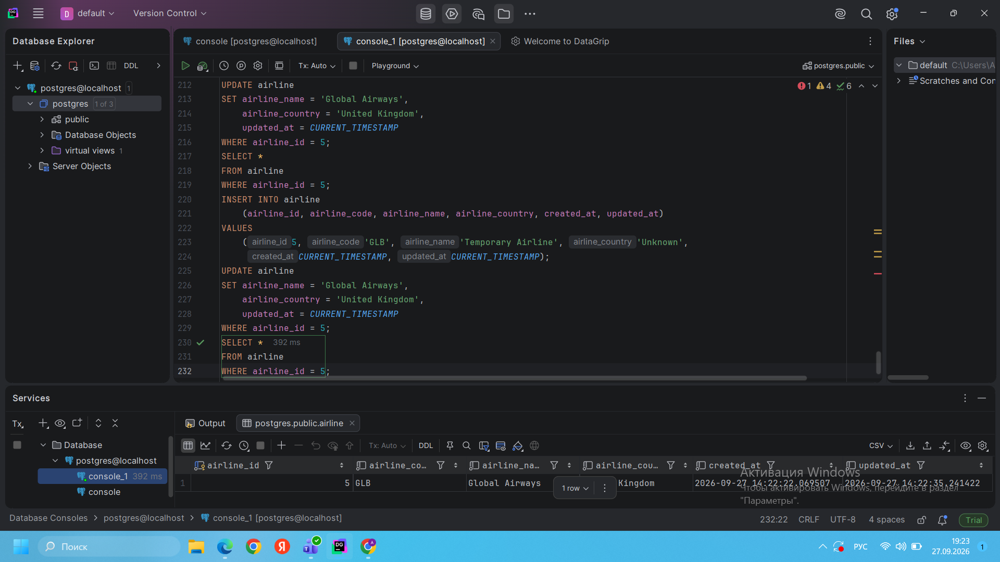 DG
D default
Version Control
Database Explorer
console [postgres@localhost]
console_1 [postgres@localhost]
Welcome to DataGrip
Files
DDL
Tx: Auto
Playground
postgres.public
default C:\Users\A
Scratches and Con
postgres@localhost 1
postgres 1 of 3
public
Database Objects
virtual views 1
Server Objects
1 4 6
212 UPDATE airline
213 SET airline_name = 'Global Airways',
214 airline_country = 'United Kingdom',
215 updated_at = CURRENT_TIMESTAMP
216 WHERE airline_id = 5;
217 SELECT *
218 FROM airline
219 WHERE airline_id = 5;
220 INSERT INTO airline
221 (airline_id, airline_code, airline_name, airline_country, created_at, updated_at)
222 VALUES
223 ( airline_id 5, airline_code 'GLB', airline_name 'Temporary Airline', airline_country 'Unknown',
224 created_at CURRENT_TIMESTAMP, updated_at CURRENT_TIMESTAMP);
225 UPDATE airline
226 SET airline_name = 'Global Airways',
227 airline_country = 'United Kingdom',
228 updated_at = CURRENT_TIMESTAMP
229 WHERE airline_id = 5;
230 SELECT * 392 ms
231 FROM airline
232 WHERE airline_id = 5;
Services
Tx
Database
postgres@localhost
console_1 392 ms
console
Output
postgres.public.airline
Tx: Auto
DDL
CSV
airline_id airline_co... airline_na... airline_cou... created_at updated_at
1 5 GLB Global Airways Kingdom 2026-09-27 14:22:22.069507 2026-09-27 14:22:35.241422
1 row
Активация Windows
Чтобы активировать Windows, перейдите в раздел
"Параметры".
Database Consoles > postgres@localhost > console_1 [postgres@localhost]
232:22 CRLF UTF-8 4 spaces Trial
Поиск
Я
T
DG
A
РУС
19:23
27.09.2026
1